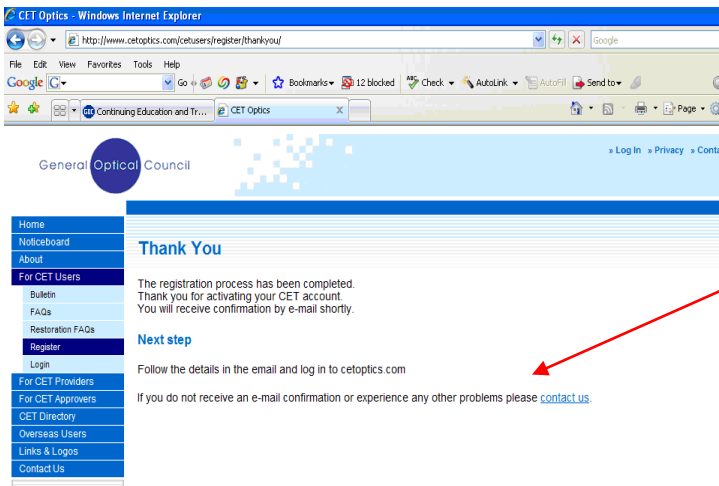 CET Optics - Windows Internet Explorer
http://www.cetoptics.com/cetusers/register/thankyou/
Google
File Edit View Favorites Tools Help
Google G Go Bookmarks 12 blocked ABC Check AutoLink AutoFill Send to
Continuing Education and Tr... CET Optics X Page
General Optical Council
» Log In » Privacy » Conta
Home
Noticeboard
About
For CET Users
Bulletin
FAQs
Restoration FAQs
Register
Login
For CET Providers
For CET Approvers
CET Directory
Overseas Users
Links & Logos
Contact Us
Thank You
The registration process has been completed.
Thank you for activating your CET account.
You will receive confirmation by e-mail shortly.
Next step
Follow the details in the email and log in to cetoptics.com
If you do not receive an e-mail confirmation or experience any other problems please contact us.